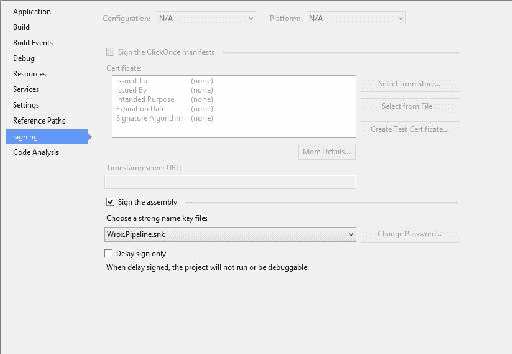 Application
Build
Build Events
Debug
Resources
Services
Settings
Reference Paths
Signing
Code Analysis
Configuration: N/A Platform: N/A
Sign the ClickOnce manifests
Certificate:
Issued To (none)
Issued By (none)
Intended Purpose (none)
Expiration Date (none)
Signature Algorithm (none)
Select from Store...
Select from File...
Create Test Certificate...
More Details...
Timestamp server URL:
Sign the assembly
Choose a strong name key file:
Wrox.Pipeline.snk
Change Password...
Delay sign only
When delay signed, the project will not run or be debuggable.